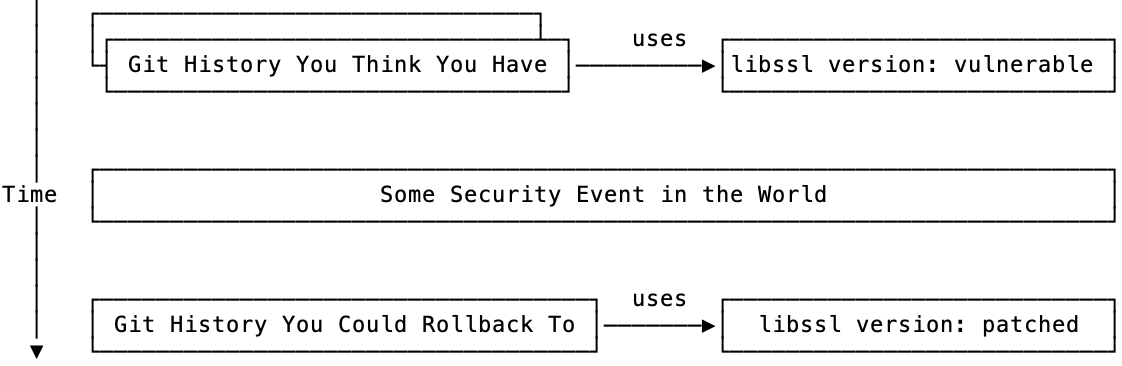 uses
Git History You Think You Have
libssl version: vulnerable
Time
Some Security Event in the World
uses
Git History You Could Rollback To
libssl version: patched